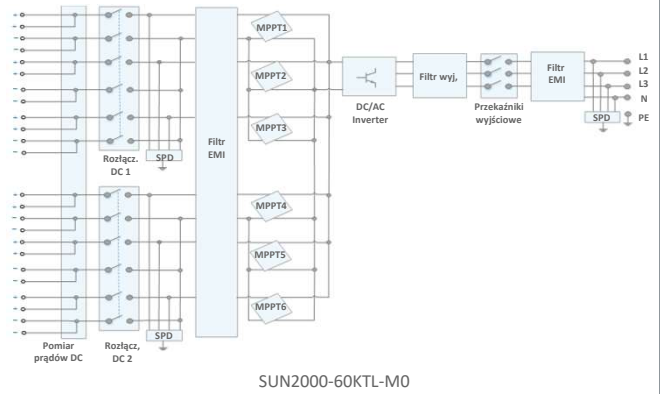 MPPT1
L1
L2
L3
N
PE
MPPT2
Filtr wyj,
Filtr
EMI
DC/AC
Inverter
Przekaźniki
wyjściowe
SPD
MPPT3
Filtr
EMI
Rozłącz.
DC 1
SPD
MPPT4
MPPT5
MPPT6
SPD
Pomiar
prądów DC
Rozłącz,
DC 2
SUN2000-60KTL-M0